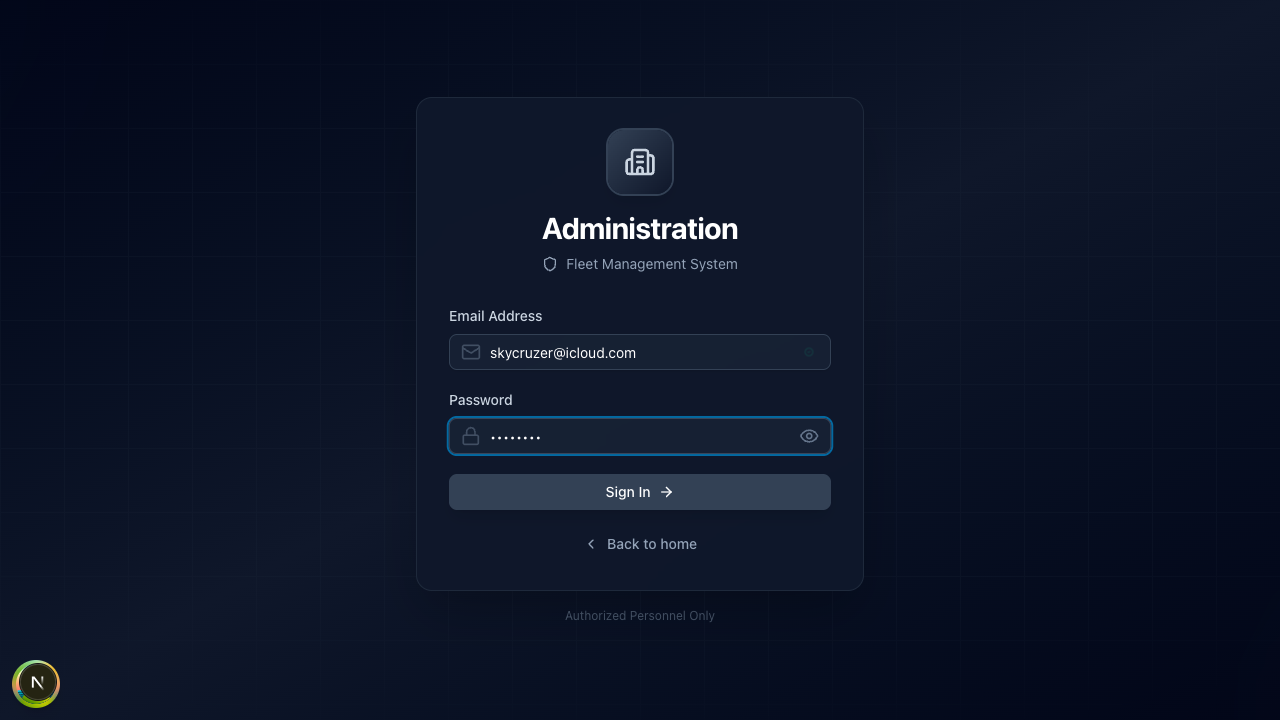 Administration
Fleet Management System
Email Address
skycruzer@icloud.com
Password
••••••••
Sign In →
Back to home
Authorized Personnel Only
N